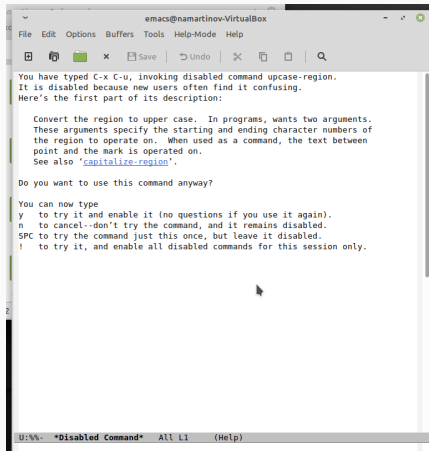 emacs@namartinov-VirtualBox
File Edit Options Buffers Tools Help-Mode Help
Save Undo
You have typed C-x C-u, invoking disabled command upcase-region.
It is disabled because new users often find it confusing.
Here's the first part of its description:
Convert the region to upper case.  In programs, wants two arguments.
These arguments specify the starting and ending character numbers of
the region to operate on.  When used as a command, the text between
point and the mark is operated on.
See also ‘capitalize-region’.
Do you want to use this command anyway?
You can now type
y   to try it and enable it (no questions if you use it again).
n   to cancel--don't try the command, and it remains disabled.
SPC to try the command just this once, but leave it disabled.
!   to try it, and enable all disabled commands for this session only.
U:%%-  *Disabled Command*   All L1     (Help)